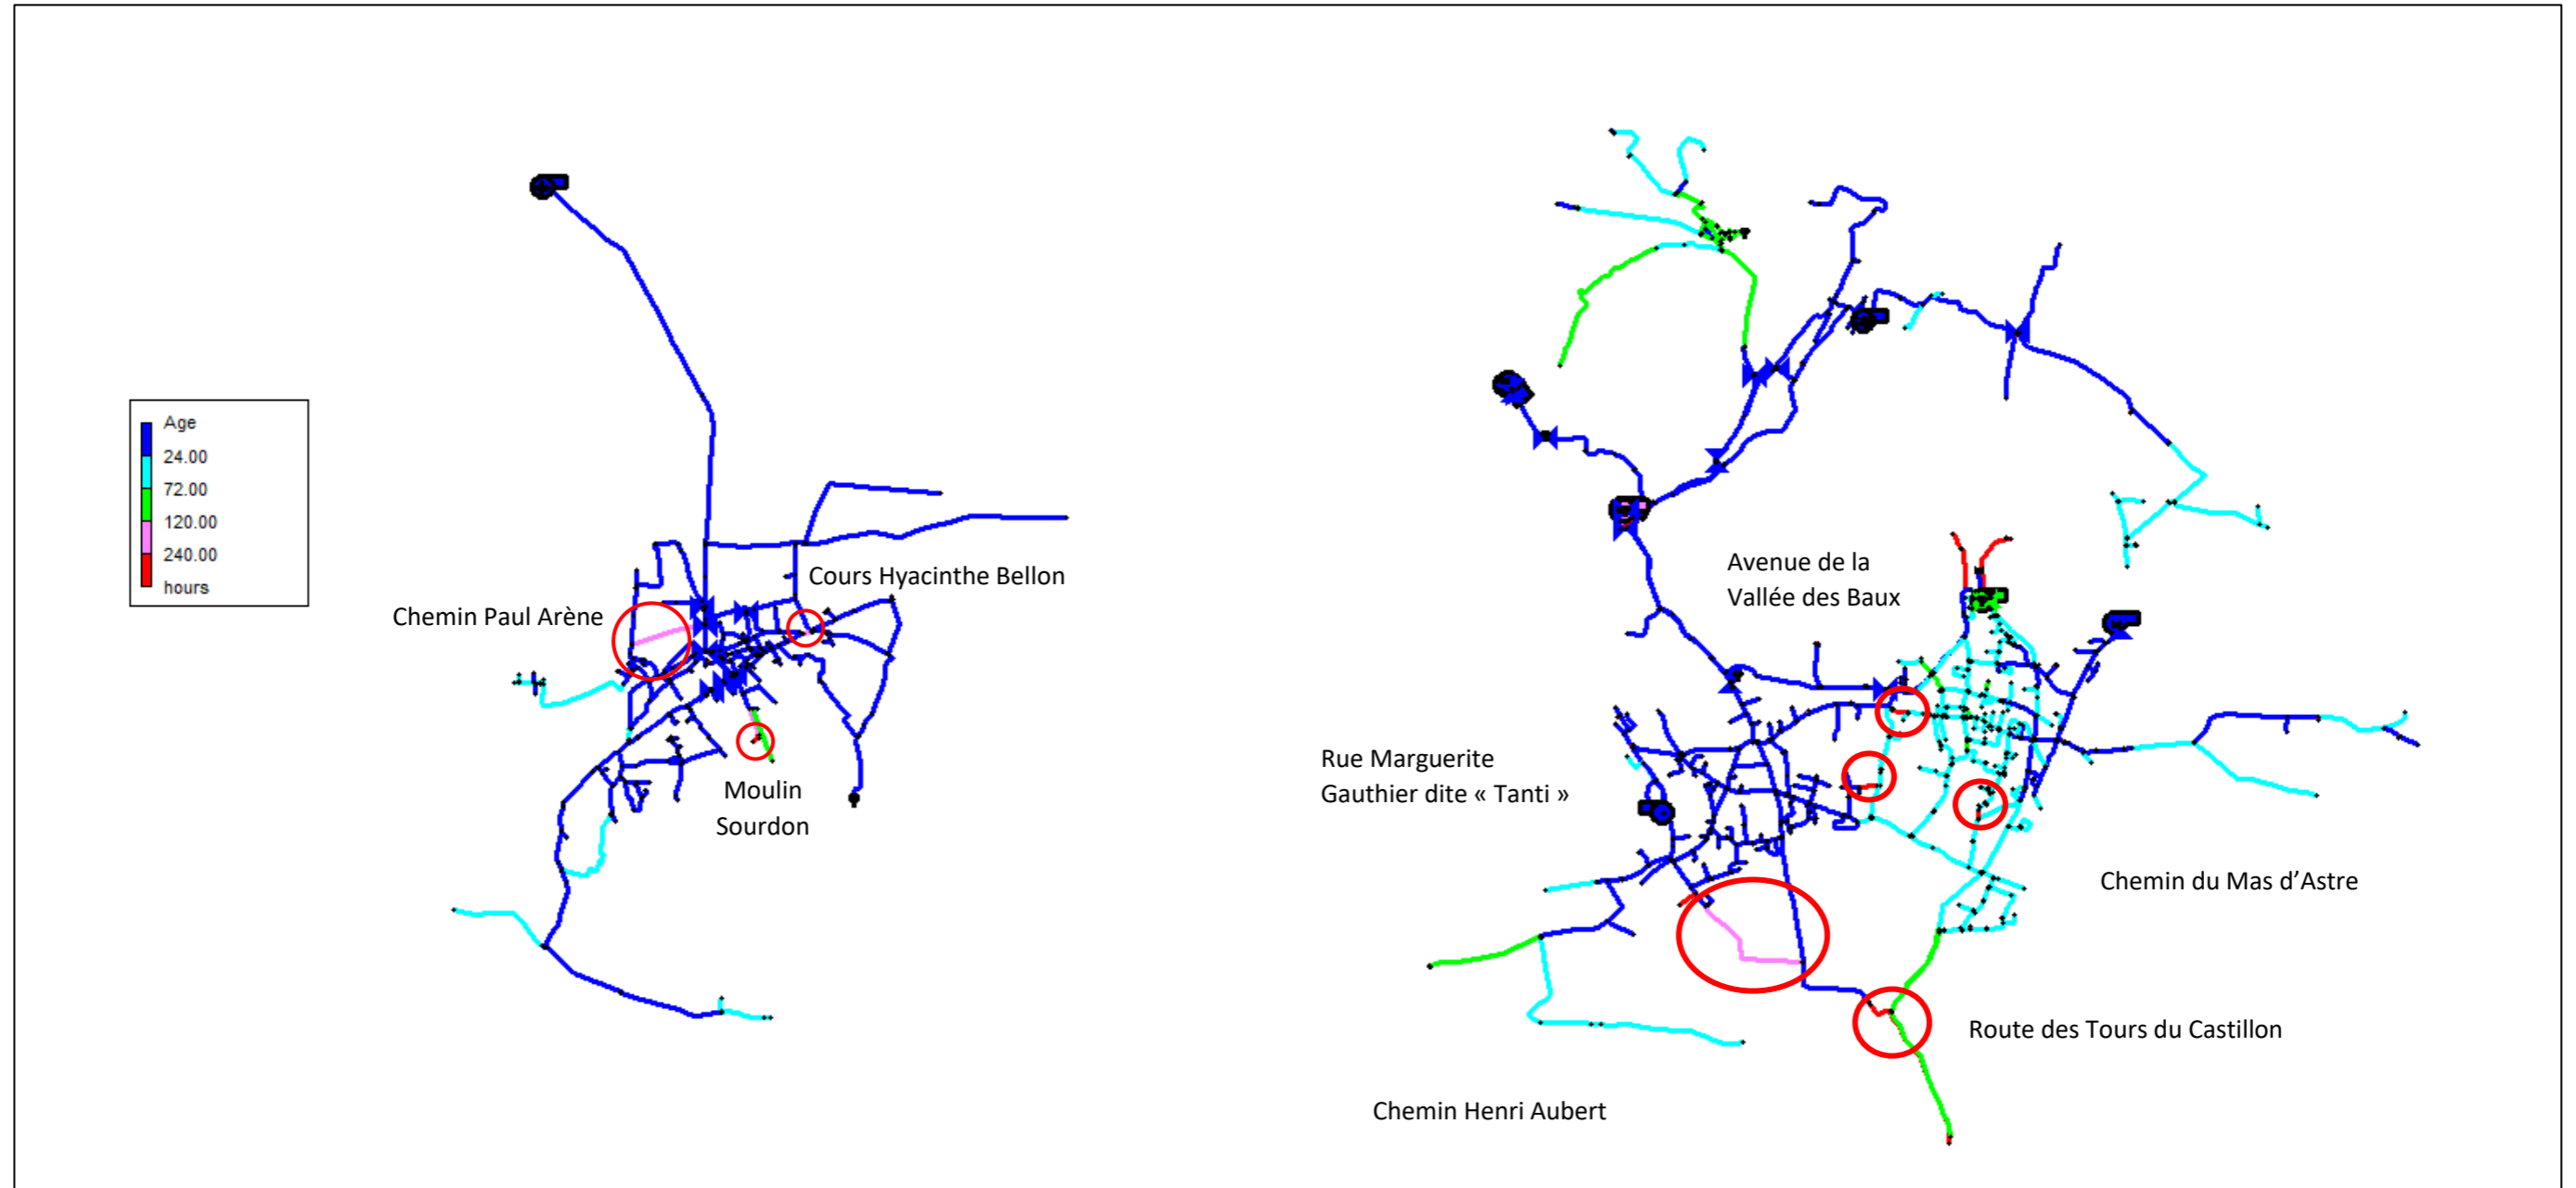 Age
24.00
72.00
120.00
240.00
hours
Chemin Paul Arène
Cours Hyacinthe Bellon
Moulin
Sourdon
Avenue de la
Vallée des Baux
Rue Marguerite
Gauthier dite « Tanti »
Chemin du Mas d’Astre
Route des Tours du Castillon
Chemin Henri Aubert